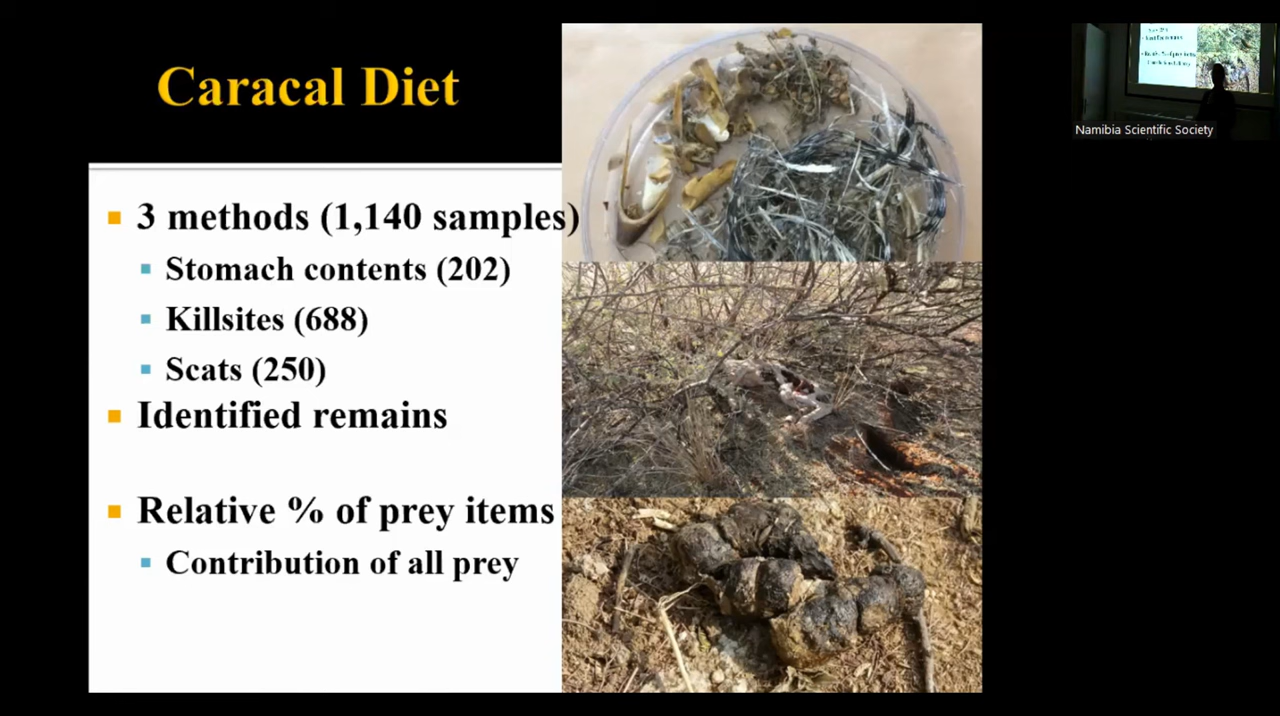 Caracal Diet
3 methods (1,140 samples)
Stomach contents (202)
Killsites (688)
Scats (250)
Identified remains
Relative % of prey items
Contribution of all prey
Namibia Scientific Society